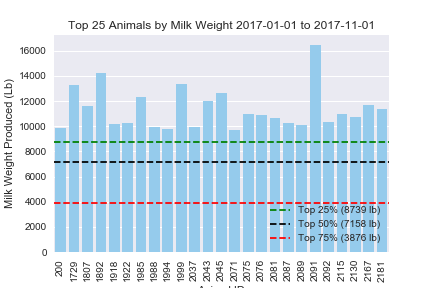 Top 25 Animals by Milk Weight 2017-01-01 to 2017-11-01
Milk Weight Produced (Lb)
16000
14000
12000
10000
8000
6000
4000
2000
0
Top 25% (8739 lb)
Top 50% (7158 lb)
Top 75% (3876 lb)
200 1729 1807 1892 1918 1922 1985 1988 1994 1999 2037 2043 2045 2071 2075 2076 2081 2087 2089 2091 2092 2115 2130 2167 2181